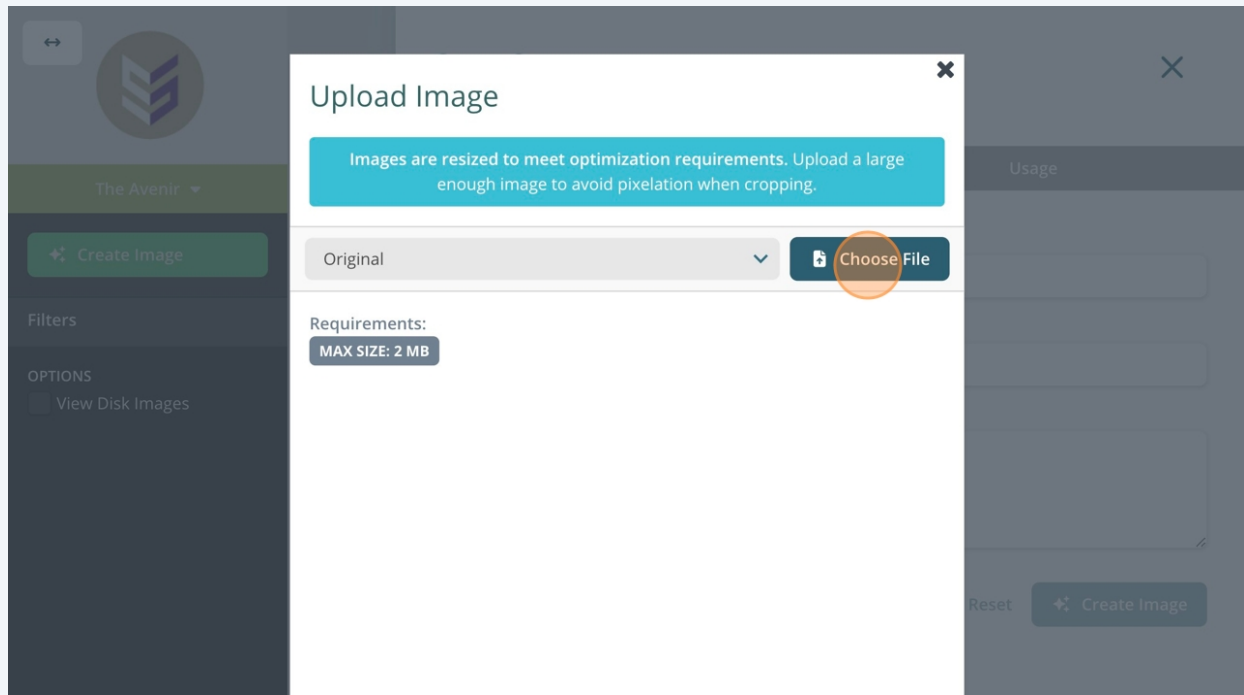 Upload Image
Images are resized to meet optimization requirements. Upload a large
enough image to avoid pixelation when cropping.
Usage
The Avenir
Create Image
Original
Choose File
Filters
Requirements:
MAX SIZE: 2 MB
OPTIONS
View Disk Images
Reset
Create Image